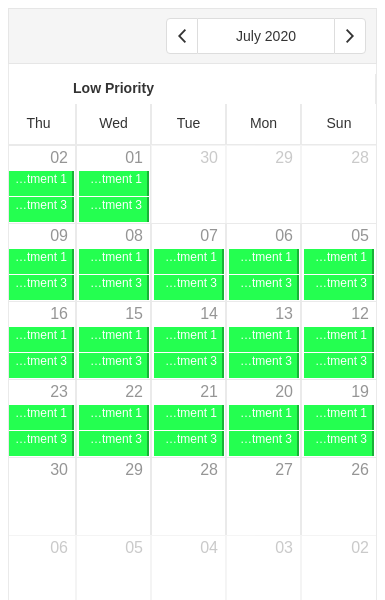 July 2020
Low Priority
Thu Wed Tue Mon Sun
02 01 30 29 28
…tment 1 …tment 1
…tment 3 …tment 3
09 08 07 06 05
…tment 1 …tment 1 …tment 1 …tment 1 …tment 1
…tment 3 …tment 3 …tment 3 …tment 3 …tment 3
16 15 14 13 12
…tment 1 …tment 1 …tment 1 …tment 1 …tment 1
…tment 3 …tment 3 …tment 3 …tment 3 …tment 3
23 22 21 20 19
…tment 1 …tment 1 …tment 1 …tment 1 …tment 1
…tment 3 …tment 3 …tment 3 …tment 3 …tment 3
30 29 28 27 26
06 05 04 03 02